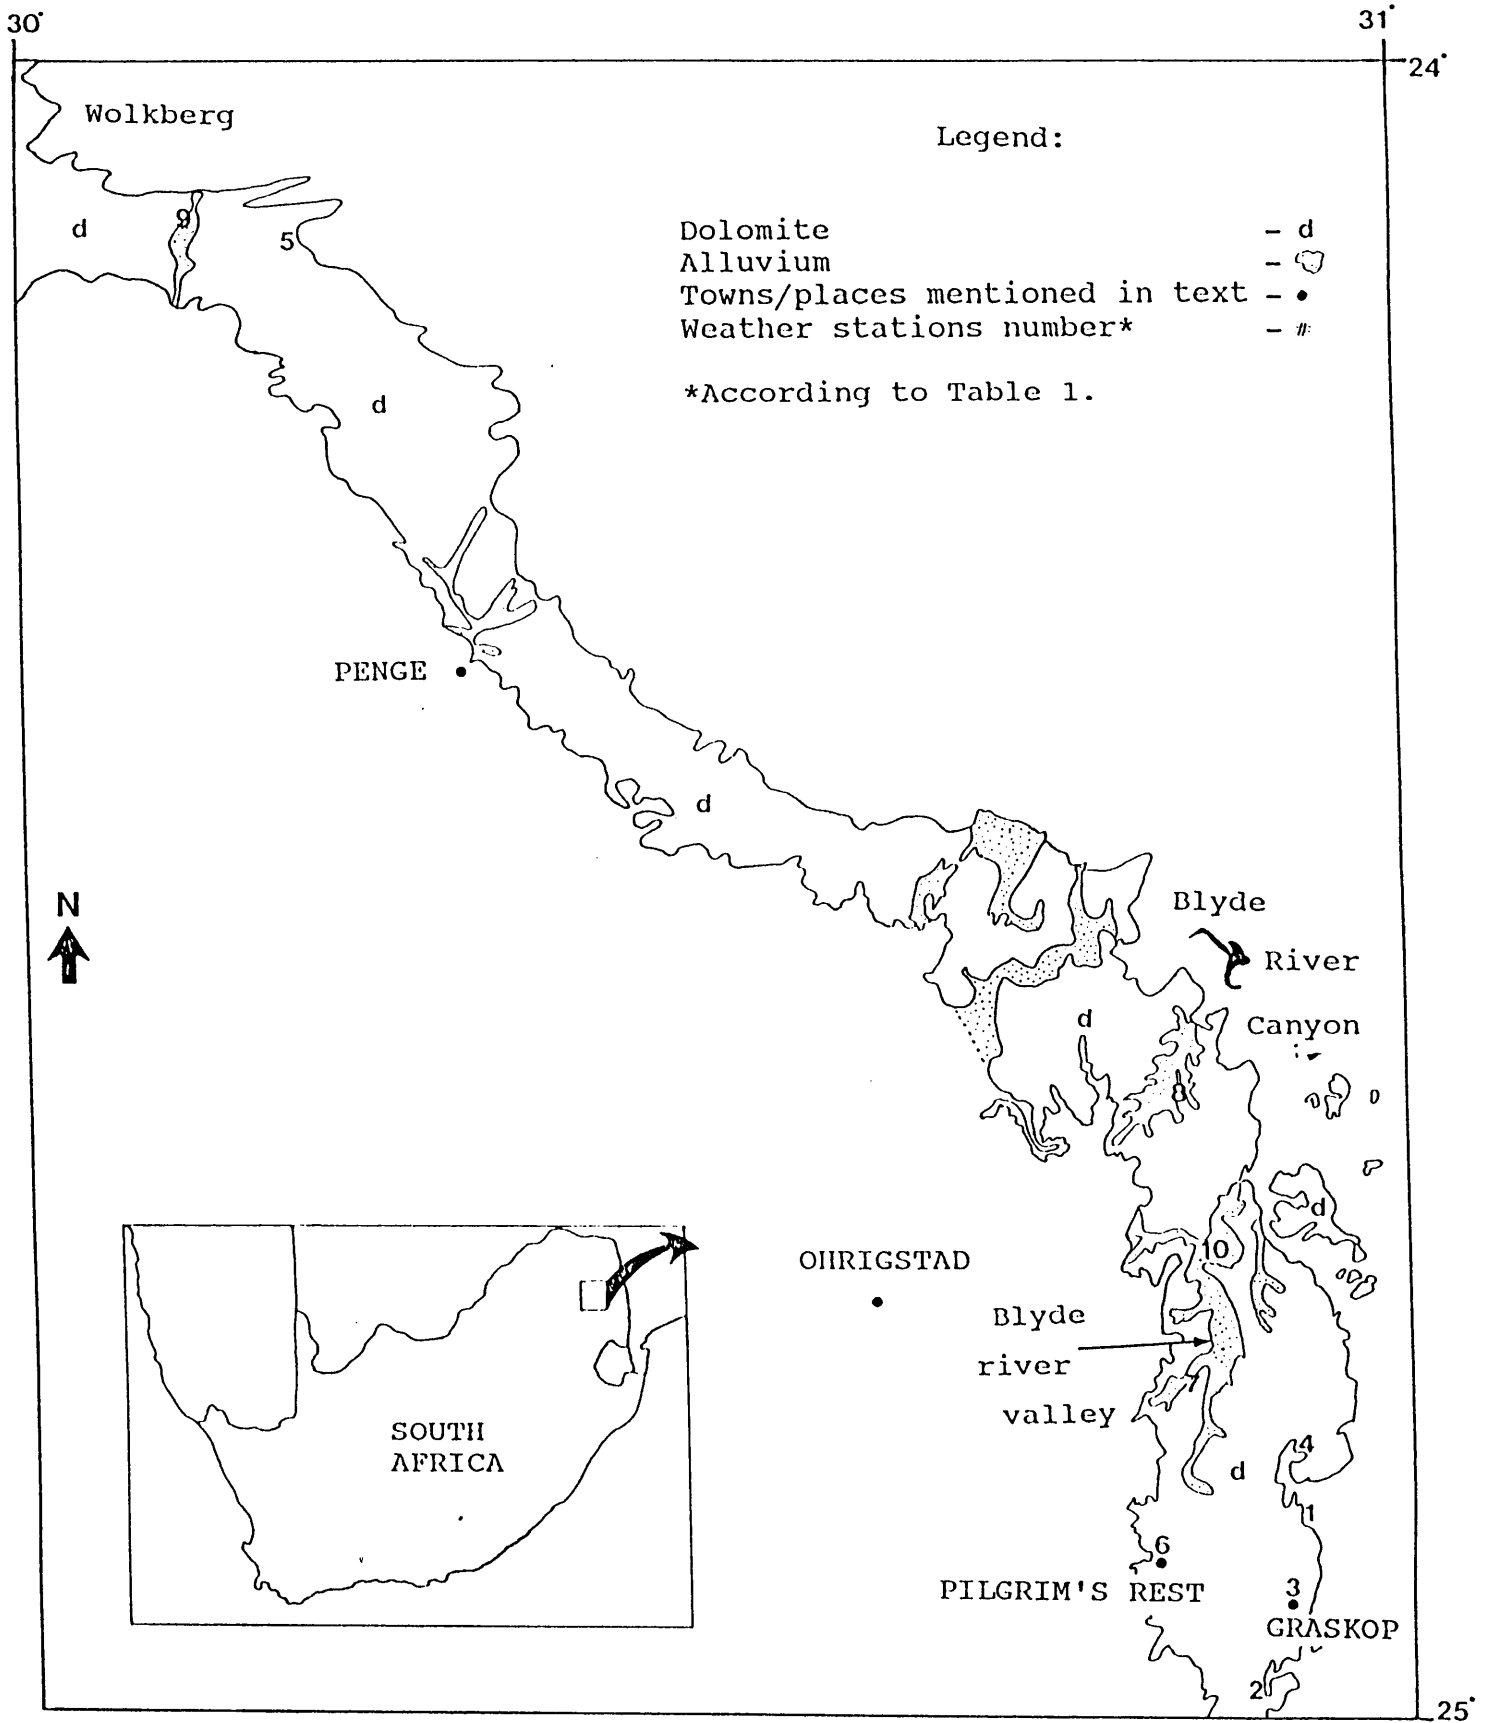 30°
31°
24°
Wolkberg
Legend:
Dolomite – d
Alluvium –
Towns/places mentioned in text – •
Weather stations number* – #
*According to Table 1.
9
d
5
d
PENGE
d
N
Blyde
River
Canyon
d
8
d
10
OHRIGSTAD
Blyde
river
valley
7
SOUTH
AFRICA
4
d
1
6
PILGRIM'S REST
3
GRASKOP
2
25°